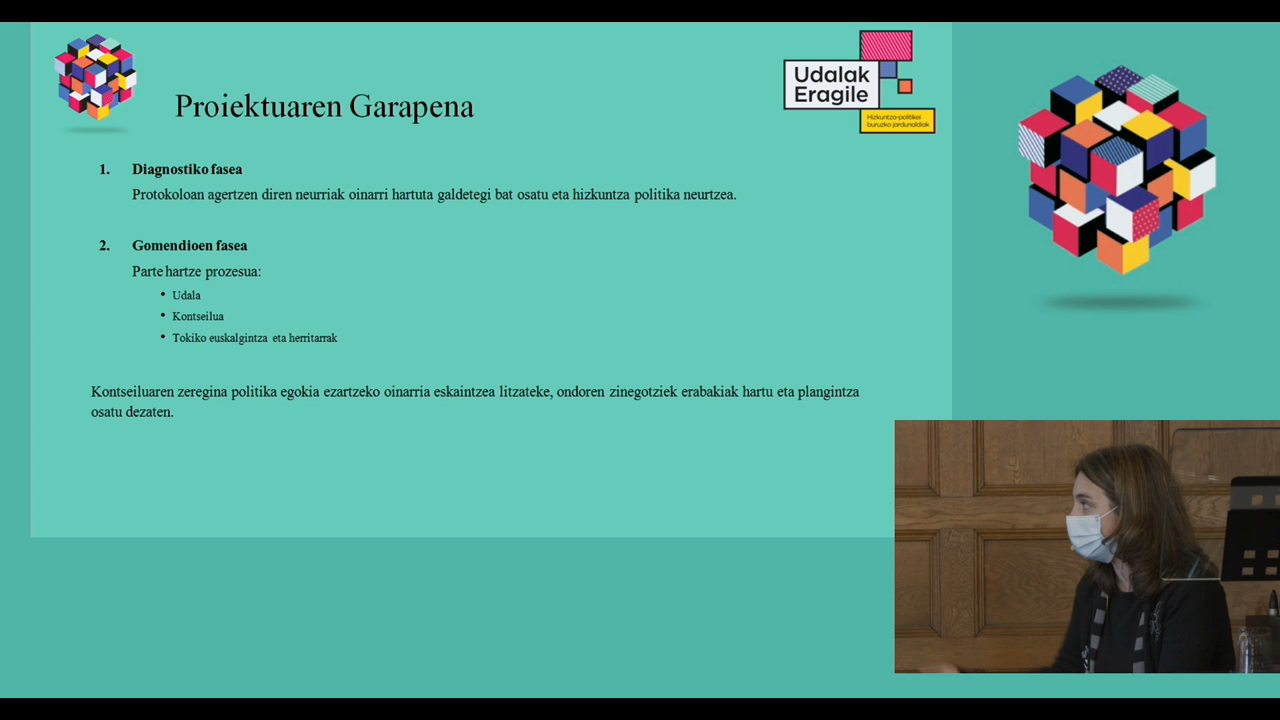 Udalak
Eragile
Hizkuntza-politikei
buruzko jardunaldiak
Proiektuaren Garapena
1. Diagnostiko fasea
Protokoloan agertzen diren neurriak oinarri hartuta galdetegi bat osatu eta hizkuntza politika neurtzea.
2. Gomendioen fasea
Parte hartze prozesua:
• Udala
• Kontseilua
• Tokiko euskalgintza eta herritarrak
Kontseiluaren zeregina politika egokia ezartzeko oinarria eskaintzea litzateke, ondoren zinegotziek erabakiak hartu eta plangintza
osatu dezaten.